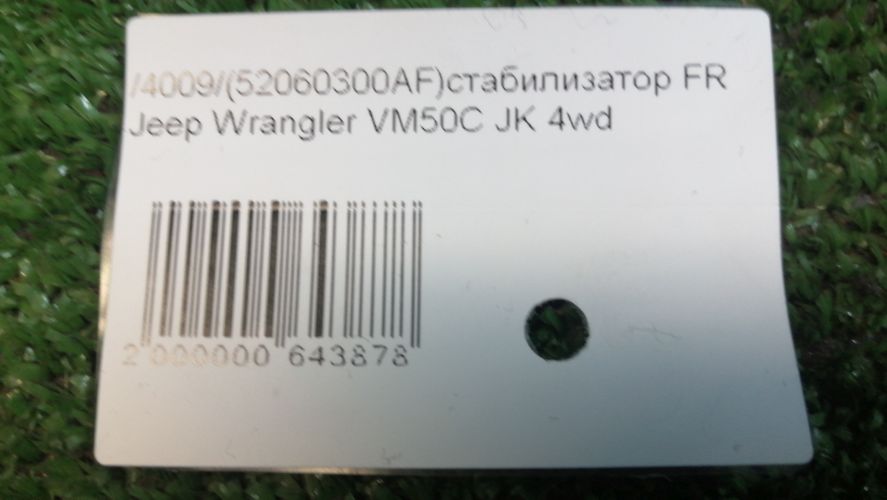 /4009/(52060300AF)стабилизатор FR
Jeep Wrangler VM50C JK 4wd
2 000000 643878